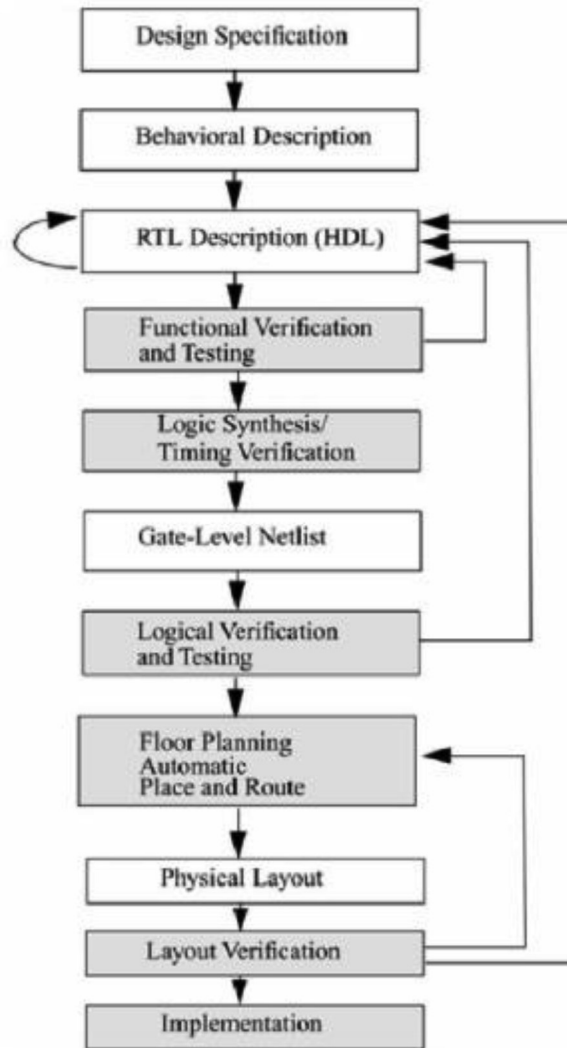 Design Specification
Behavioral Description
RTL Description (HDL)
Functional Verification
and Testing
Logic Synthesis/
Timing Verification
Gate-Level Netlist
Logical Verification
and Testing
Floor Planning
Automatic
Place and Route
Physical Layout
Layout Verification
Implementation